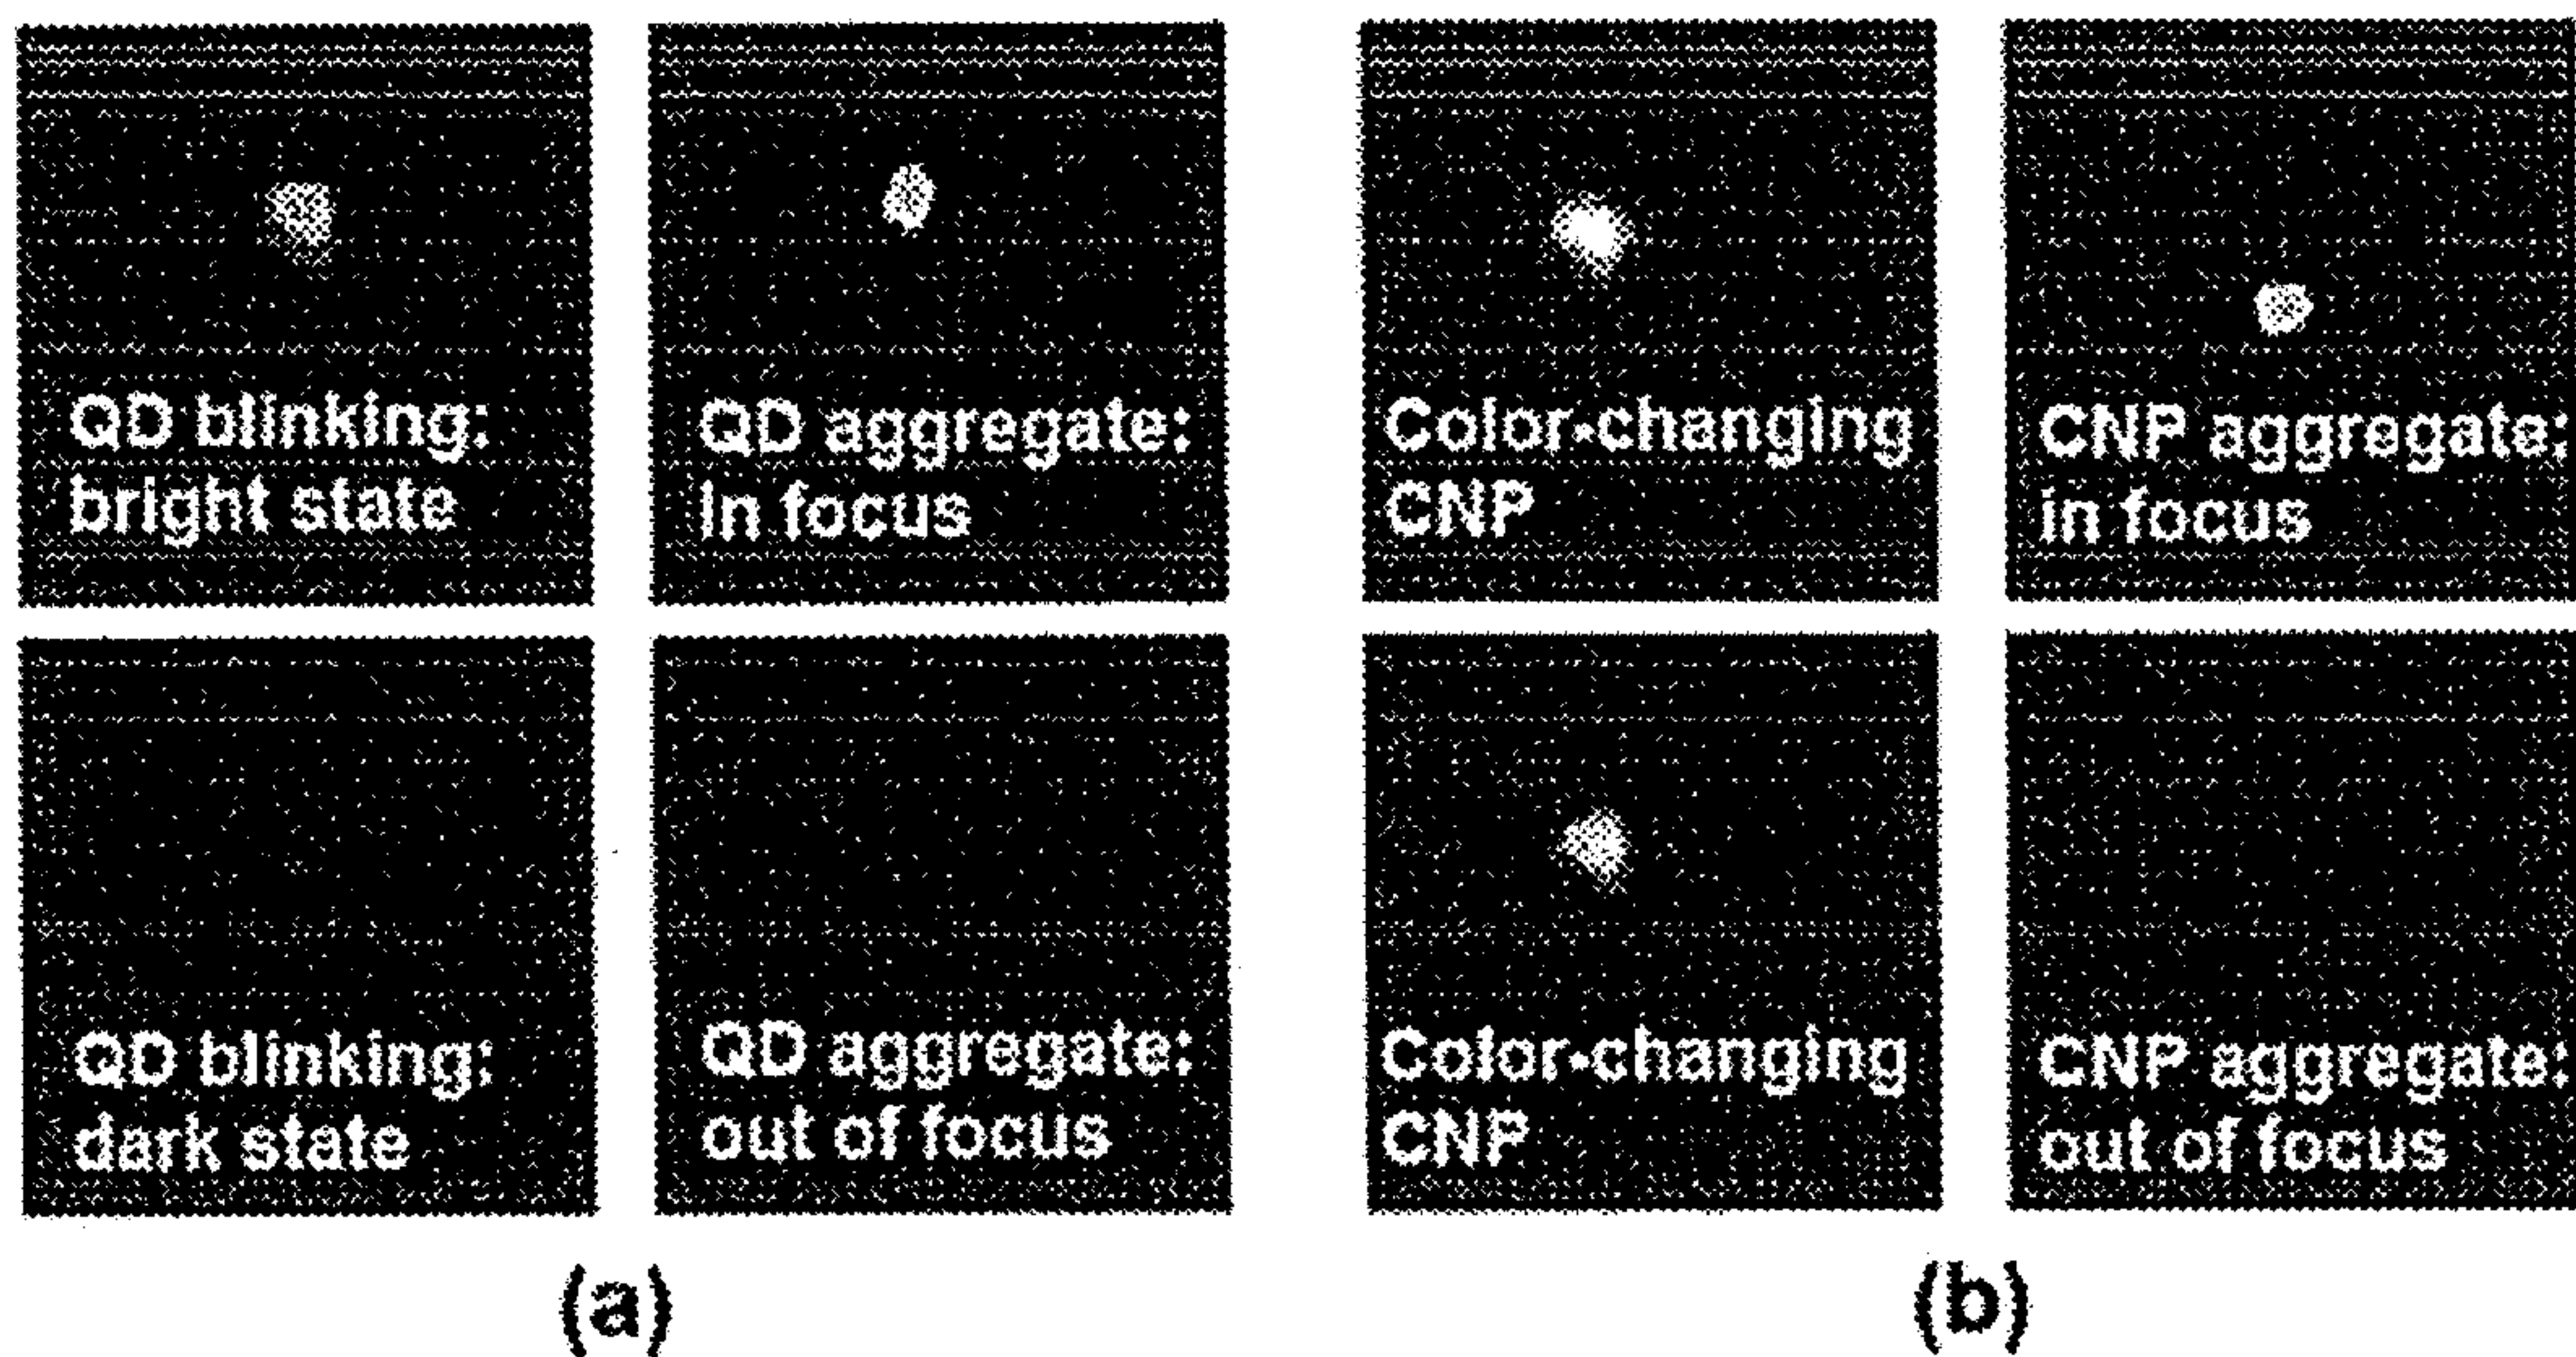 QD blinking:
bright state
QD aggregate:
in focus
Color-changing
CNP
CNP aggregate:
in focus
QD blinking:
dark state
QD aggregate:
out of focus
Color-changing
CNP
CNP aggregate:
out of focus
(a)
(b)